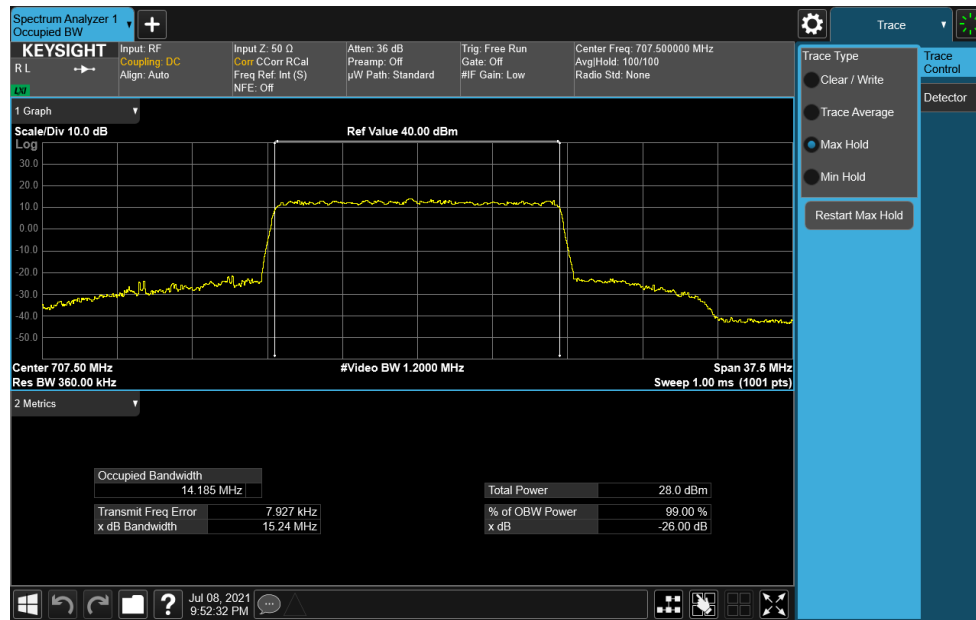 Spectrum Analyzer 1
Occupied BW
Trace
KEYSIGHT
R L
LXI
Input: RF
Coupling: DC
Align: Auto
Input Z: 50 Ω
Corr CCorr RCal
Freq Ref: Int (S)
NFE: Off
Atten: 36 dB
Preamp: Off
µW Path: Standard
Trig: Free Run
Gate: Off
#IF Gain: Low
Center Freq: 707.500000 MHz
Avg|Hold: 100/100
Radio Std: None
Trace Type
Clear / Write
Trace Average
Max Hold
Min Hold
Restart Max Hold
Trace
Control
Detector
1 Graph
Scale/Div 10.0 dB
Ref Value 40.00 dBm
Log
30.0
20.0
10.0
0.00
-10.0
-20.0
-30.0
-40.0
-50.0
Center 707.50 MHz
#Video BW 1.2000 MHz
Span 37.5 MHz
Res BW 360.00 kHz
Sweep 1.00 ms (1001 pts)
2 Metrics
Occupied Bandwidth
14.185 MHz
Total Power 28.0 dBm
Transmit Freq Error 7.927 kHz
% of OBW Power 99.00 %
x dB Bandwidth 15.24 MHz
x dB -26.00 dB
?
Jul 08, 2021
9:52:32 PM